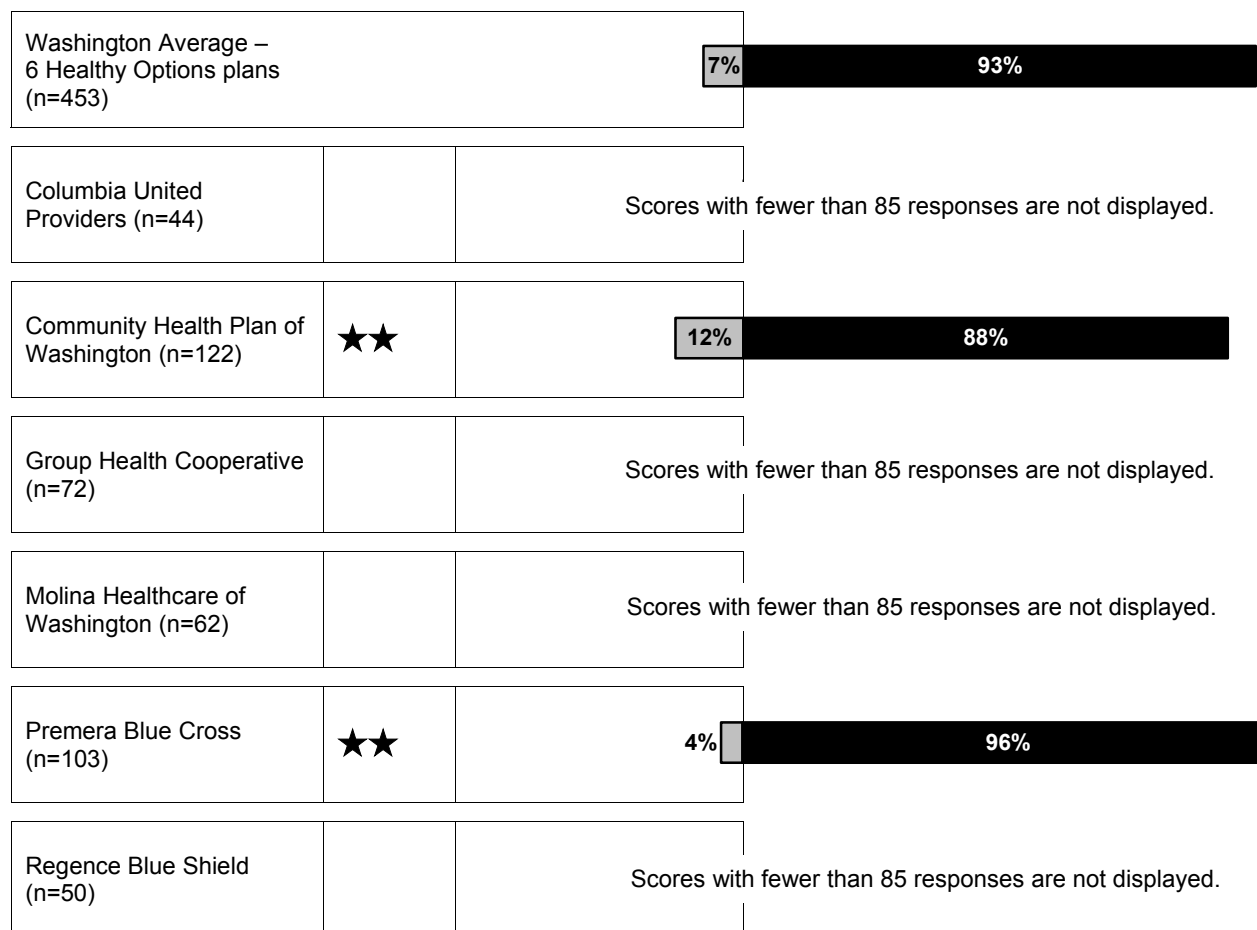 Washington Average –
6 Healthy Options plans
(n=453)
7%
93%
Columbia United
Providers (n=44)
Scores with fewer than 85 responses are not displayed.
Community Health Plan of
Washington (n=122)
★★
12%
88%
Group Health Cooperative
(n=72)
Scores with fewer than 85 responses are not displayed.
Molina Healthcare of
Washington (n=62)
Scores with fewer than 85 responses are not displayed.
Premera Blue Cross
(n=103)
★★
4%
96%
Regence Blue Shield
(n=50)
Scores with fewer than 85 responses are not displayed.